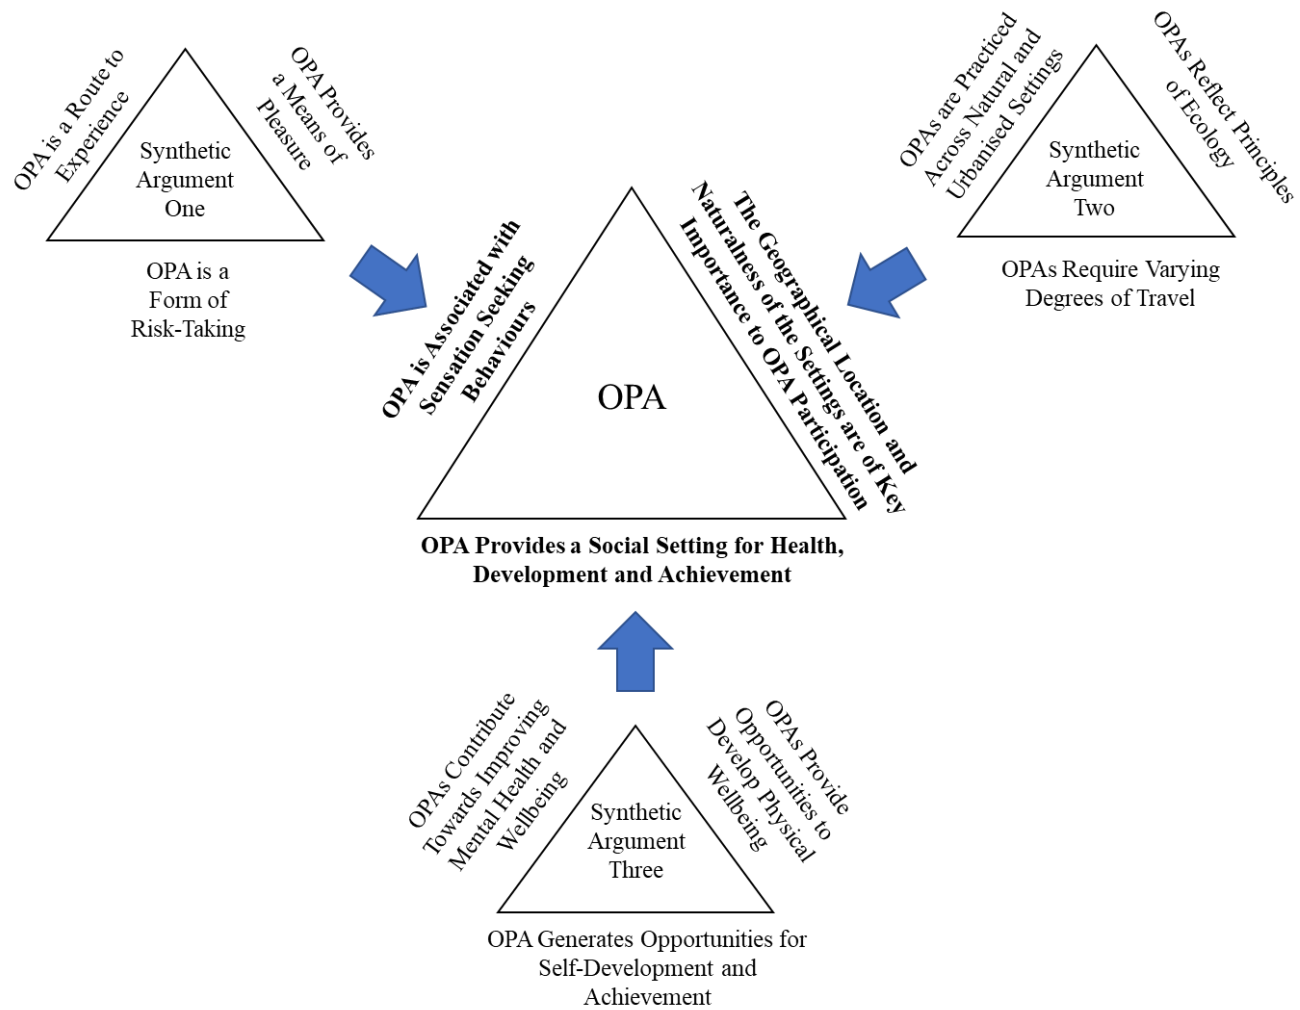 OPA is a Route to
Experience
OPA Provides
a Means of
Pleasure
Synthetic
Argument
One
OPA is a
Form of
Risk-Taking
OPAs are Practiced
Across Natural and
Urbanised Settings
OPAs Reflect Principles
of Ecology
Synthetic
Argument
Two
OPAs Require Varying
Degrees of Travel
OPA is Associated with
Sensation Seeking
Behaviours
The Geographical Location and
Naturalness of the Settings are of Key
Importance to OPA Participation
OPA
OPA Provides a Social Setting for Health,
Development and Achievement
OPAs Contribute
Towards Improving
Mental Health and
Wellbeing
OPAs Provide
Opportunities to
Develop Physical
Wellbeing
Synthetic
Argument
Three
OPA Generates Opportunities for
Self-Development and
Achievement